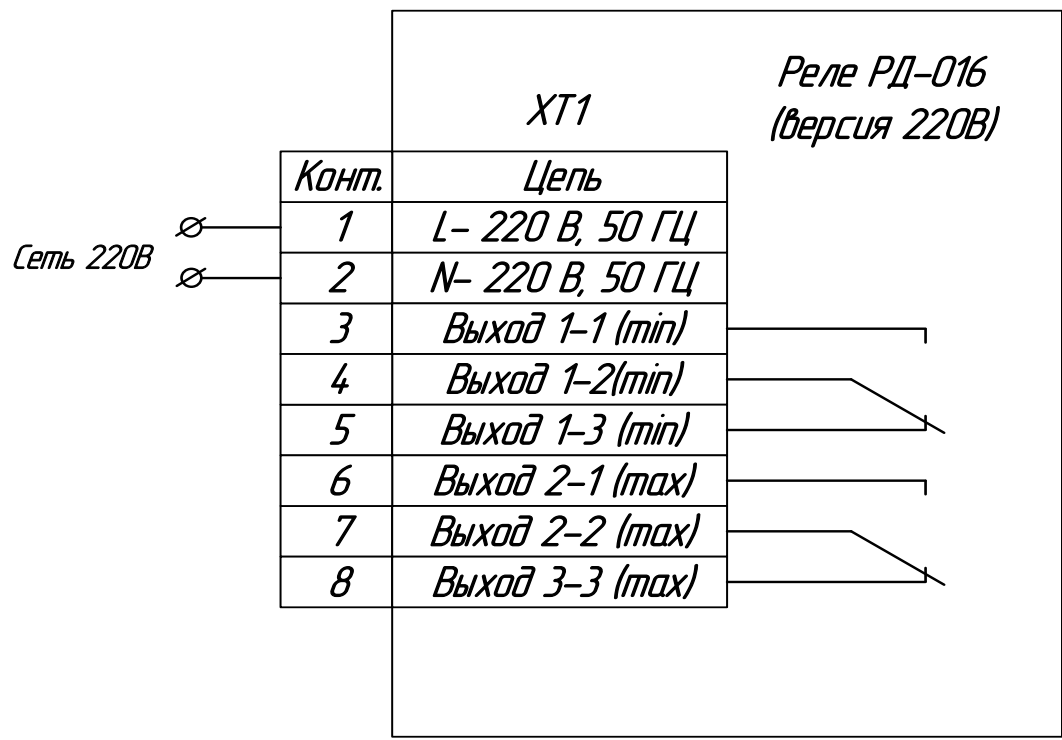 Реле РД-016
(версия 220В)
XT1
Конт. Цепь
1 L- 220 В, 50 ГЦ
2 N- 220 В, 50 ГЦ
Сеть 220В
3 Выход 1-1 (min)
4 Выход 1-2(min)
5 Выход 1-3 (min)
6 Выход 2-1 (max)
7 Выход 2-2 (max)
8 Выход 3-3 (max)